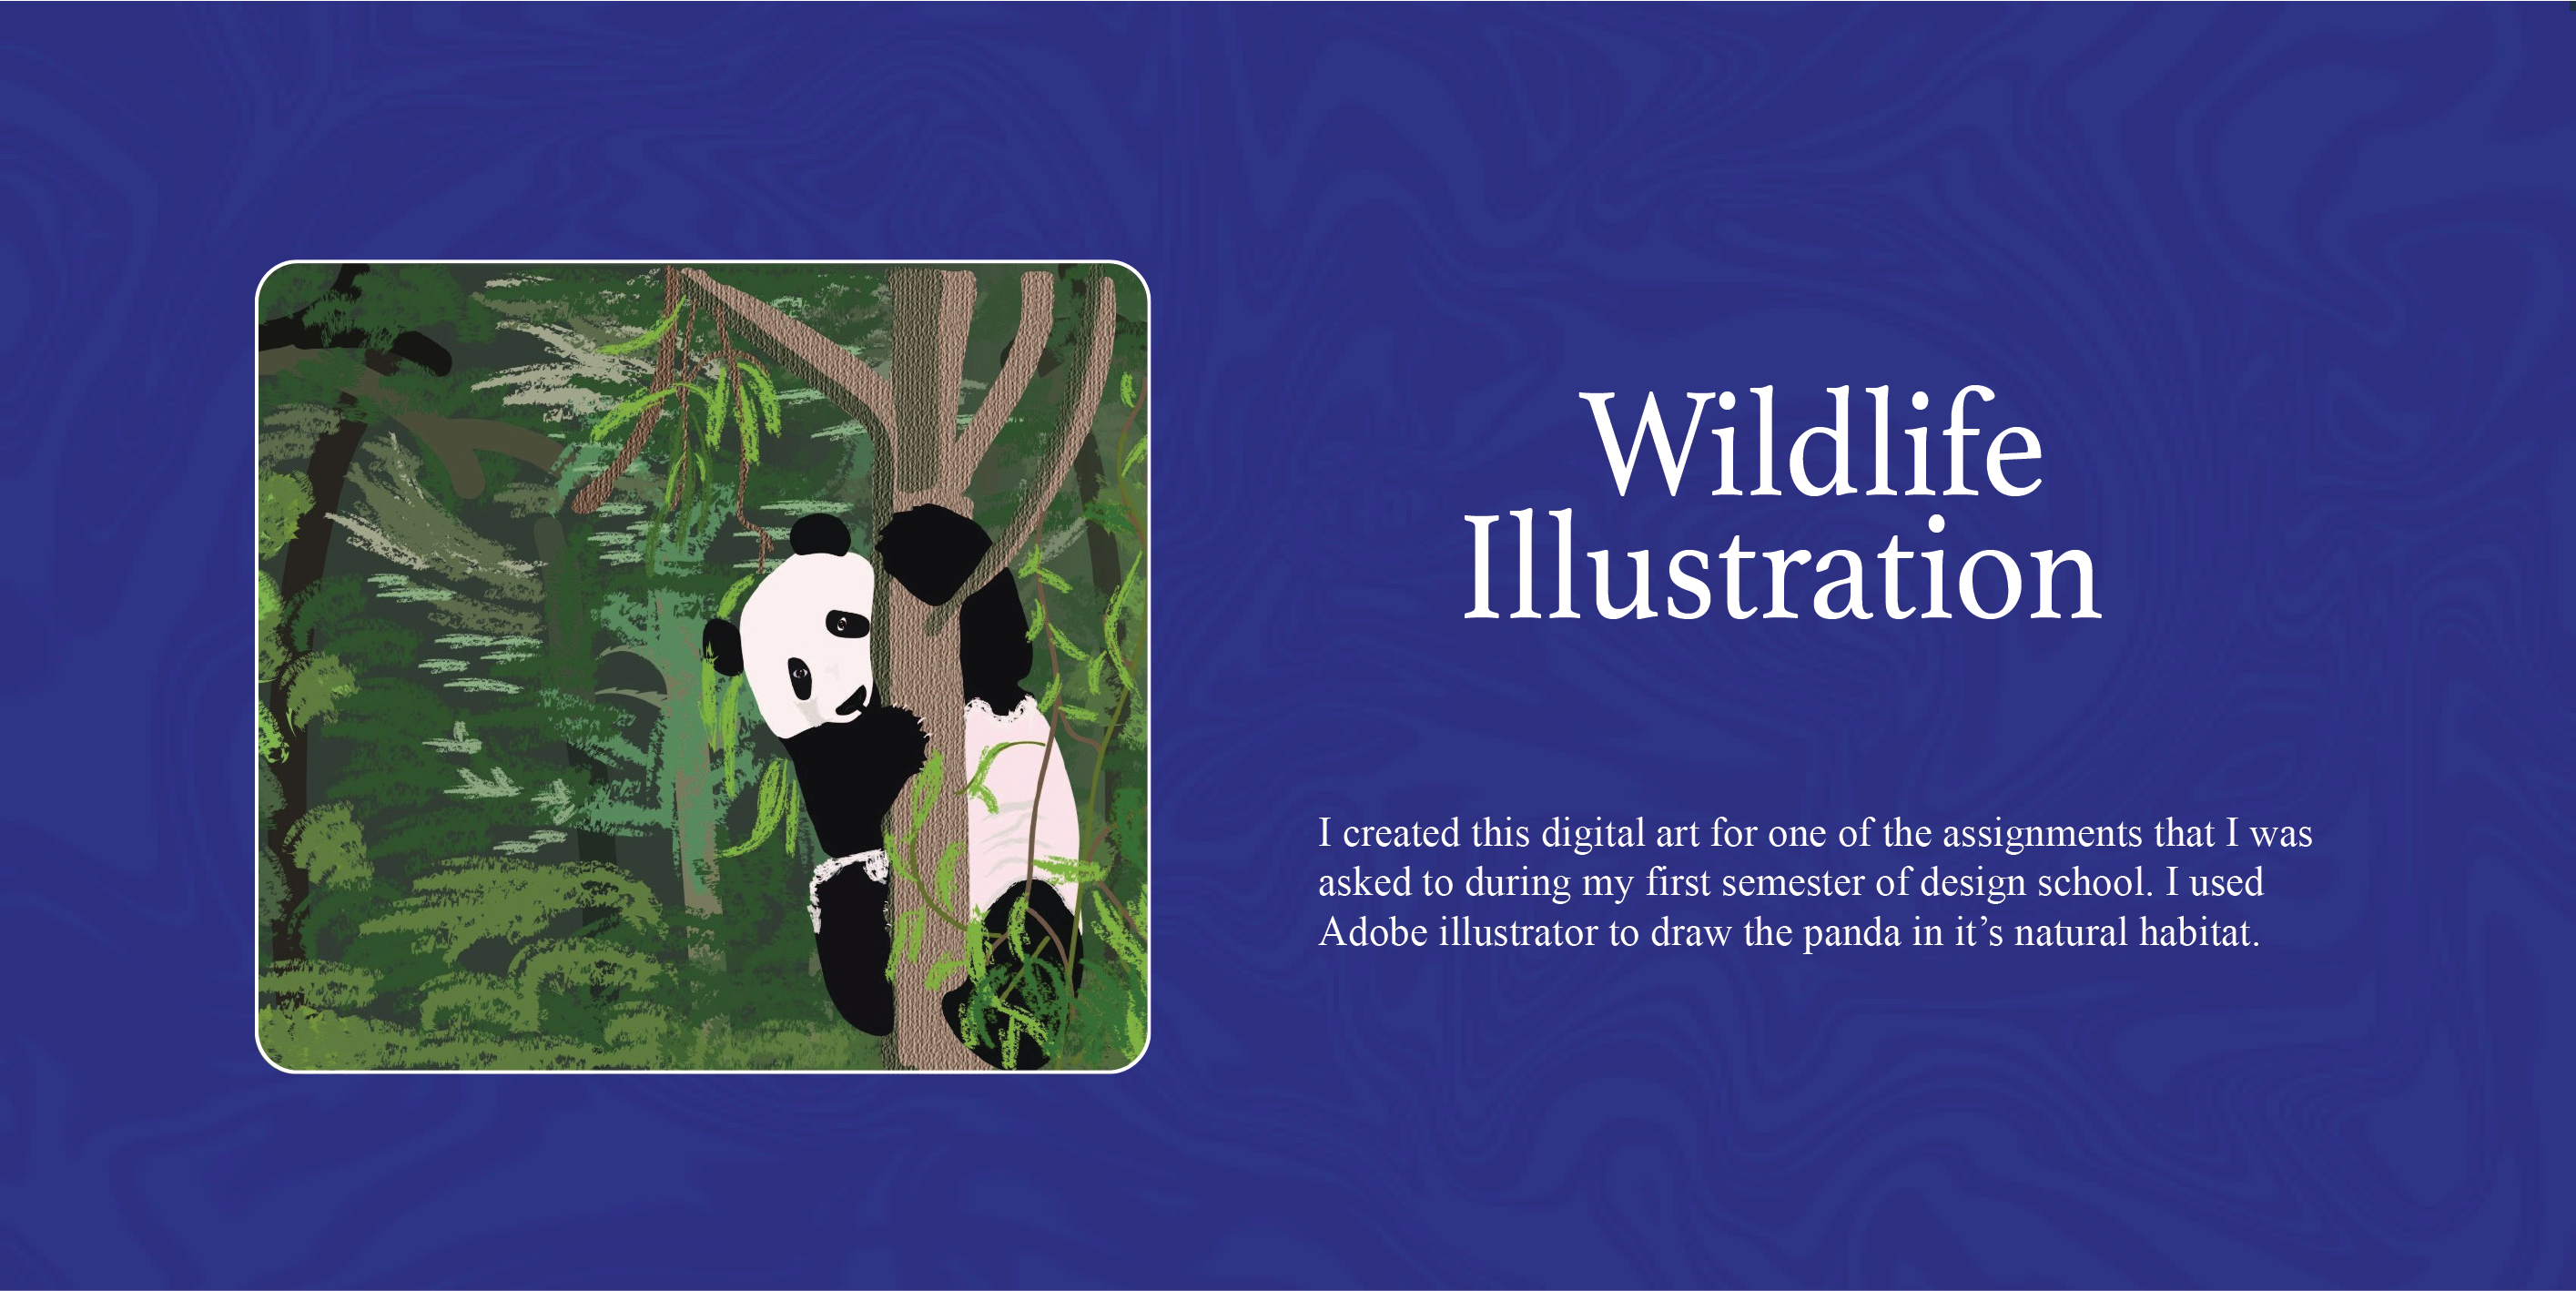 Wildlife
Illustration
I created this digital art for one of the assignments that I was
asked to during my first semester of design school. I used
Adobe illustrator to draw the panda in it’s natural habitat.